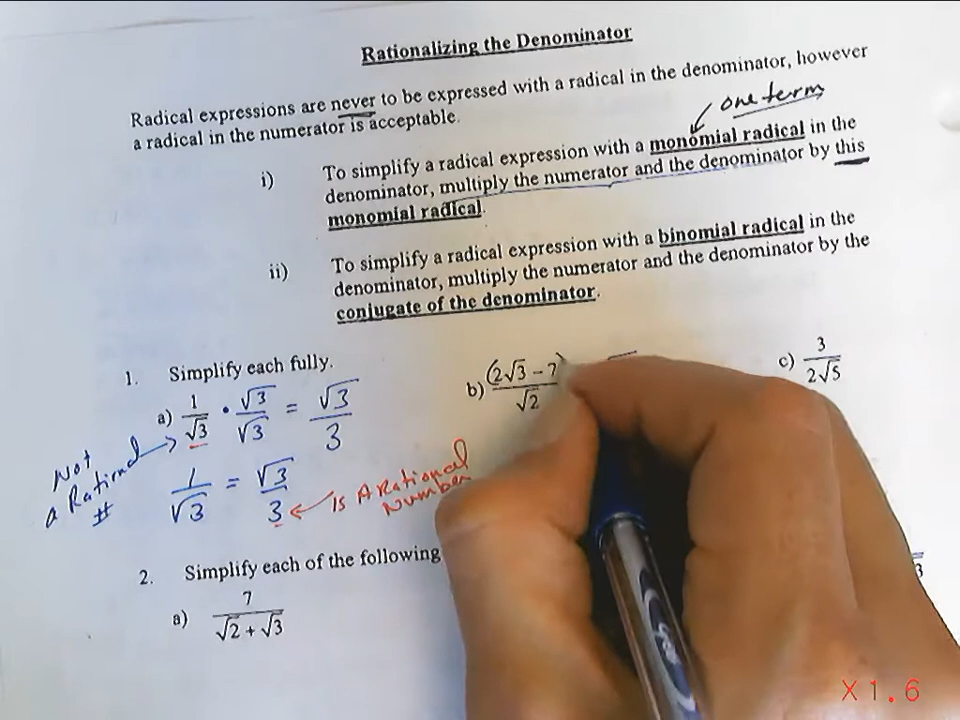 Rationalizing the Denominator
Radical expressions are never to be expressed with a radical in the denominator, however
a radical in the numerator is acceptable.
one term
i) To simplify a radical expression with a monomial radical in the
denominator, multiply the numerator and the denominator by this
monomial radical.
ii) To simplify a radical expression with a binomial radical in the
denominator, multiply the numerator and the denominator by the
conjugate of the denominator.
1. Simplify each fully.
a) 1/√3 · √3/√3 = √3/3
b) (2√3 − 7)/√2
c) 3/(2√5)
Not
a Rational
#
1/√3 = √3/3
Is A Rational
Number
2. Simplify each of the following
a) 7/(√2 + √3)
3
X1.6